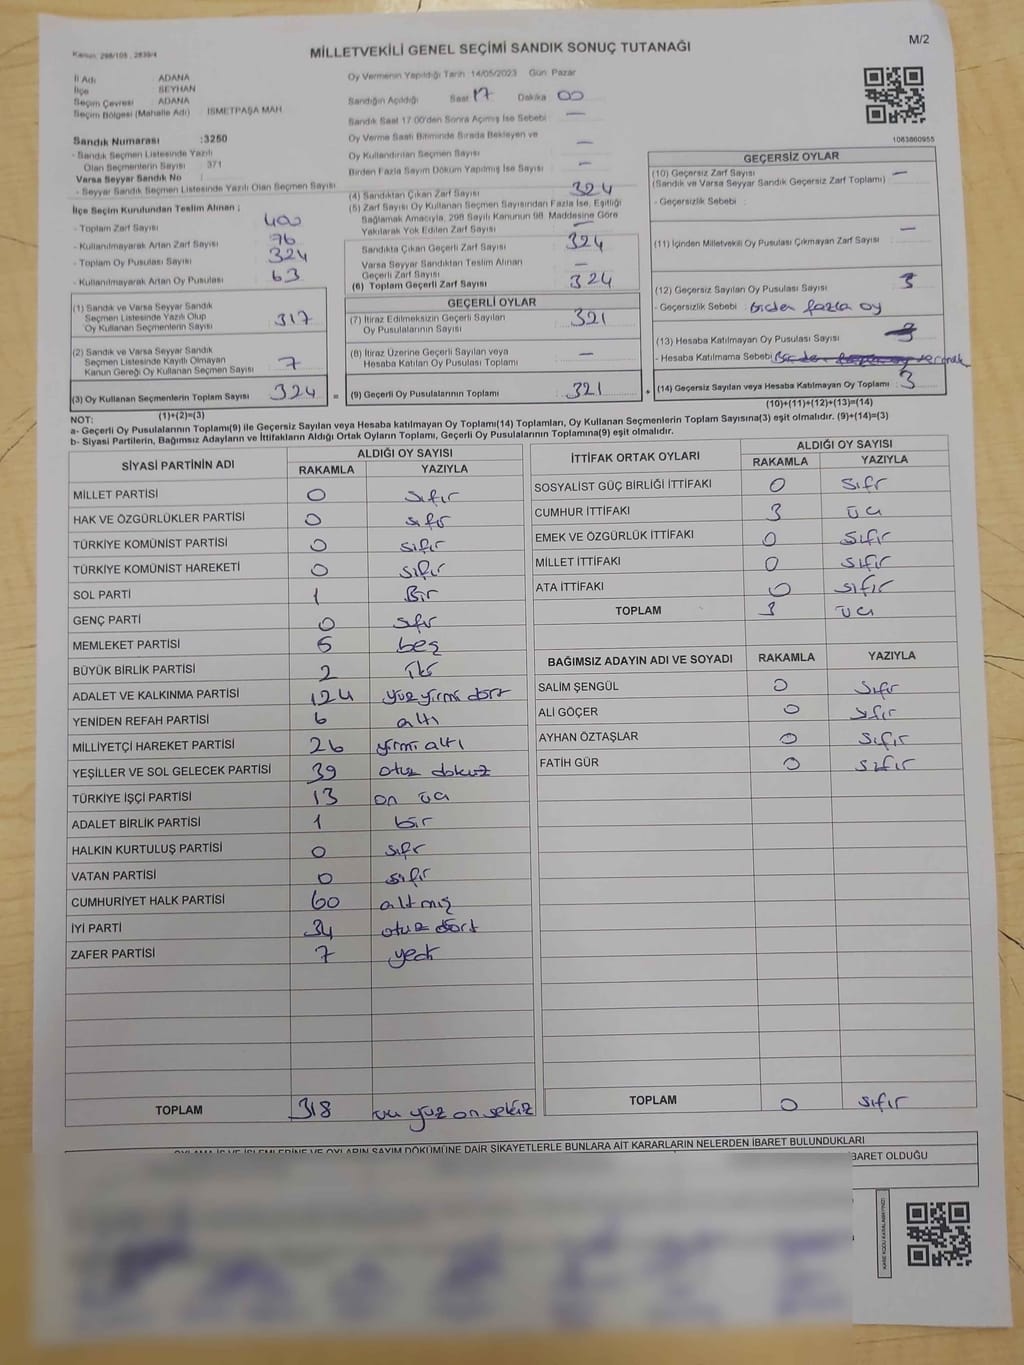 Kanun: 298/105 , 2839/4
MİLLETVEKİLİ GENEL SEÇİMİ SANDIK SONUÇ TUTANAĞI
M/2
İl Adı : ADANA
İlçe : SEYHAN
Seçim Çevresi : ADANA
Seçim Bölgesi (Mahalle Adı) : İSMETPAŞA MAH.
Sandık Numarası : 3250
- Sandık Seçmen Listesinde Yazılı
Olan Seçmenlerin Sayısı : 371
Varsa Seyyar Sandık No :
- Seyyar Sandık Seçmen Listesinde Yazılı Olan Seçmen Sayısı
İlçe Seçim Kurulundan Teslim Alınan ;
- Toplam Zarf Sayısı : 400
- Kullanılmayarak Artan Zarf Sayısı : 76
- Toplam Oy Pusulası Sayısı : 324
- Kullanılmayarak Artan Oy Pusulası : 63
(1) Sandık ve Varsa Seyyar Sandık
Seçmen Listesinde Yazılı Olup
Oy Kullanan Seçmenlerin Sayısı : 317
(2) Sandık ve Varsa Seyyar Sandık
Seçmen Listesinde Kayıtlı Olmayan
Kanun Gereği Oy Kullanan Seçmen Sayısı : 7
(3) Oy Kullanan Seçmenlerin Toplam Sayısı : 324 =
(1)+(2)=(3)
Oy Vermenin Yapıldığı Tarih 14/05/2023 Gün Pazar
Sandığın Açıldığı Saat 17 Dakika 00
Sandık Saat 17:00'den Sonra Açılmış İse Sebebi : —
Oy Verme Saati Bitiminde Sırada Bekleyen ve
Oy Kullandırılan Seçmen Sayısı : —
Birden Fazla Sayım Döküm Yapılmış İse Sayısı : —
(4) Sandıktan Çıkan Zarf Sayısı : 324
(5) Zarf Sayısı Oy Kullanan Seçmen Sayısından Fazla İse, Eşitliği
Sağlamak Amacıyla, 298 Sayılı Kanunun 98. Maddesine Göre
Yakılarak Yok Edilen Zarf Sayısı : —
Sandıkta Çıkan Geçerli Zarf Sayısı : 324
Varsa Seyyar Sandıktan Teslim Alınan
Geçerli Zarf Sayısı : —
(6) Toplam Geçerli Zarf Sayısı : 324
GEÇERLİ OYLAR
(7) İtiraz Edilmeksizin Geçerli Sayılan
Oy Pusulalarının Sayısı : 321
(8) İtiraz Üzerine Geçerli Sayılan veya
Hesaba Katılan Oy Pusulası Toplamı : —
(9) Geçerli Oy Pusulalarının Toplamı : 321 +
1083860955
GEÇERSİZ OYLAR
(10) Geçersiz Zarf Sayısı
(Sandık ve Varsa Seyyar Sandık Geçersiz Zarf Toplamı) : —
- Geçersizlik Sebebi :
(11) İçinden Milletvekili Oy Pusulası Çıkmayan Zarf Sayısı : —
(12) Geçersiz Sayılan Oy Pusulası Sayısı : 3
- Geçersizlik Sebebi : Birden fazla oy
(13) Hesaba Katılmayan Oy Pusulası Sayısı
- Hesaba Katılmama Sebebi
(14) Geçersiz Sayılan veya Hesaba Katılmayan Oy Toplamı : 3
(10)+(11)+(12)+(13)=(14)
NOT:
a- Geçerli Oy Pusulalarının Toplamı(9) ile Geçersiz Sayılan veya Hesaba katılmayan Oy Toplamı(14) Toplamları, Oy Kullanan Seçmenlerin Toplam Sayısına(3) eşit olmalıdır. (9)+(14)=(3)
b- Siyasi Partilerin, Bağımsız Adayların ve İttifakların Aldığı Ortak Oyların Toplamı, Geçerli Oy Pusulalarının Toplamına(9) eşit olmalıdır.
SİYASİ PARTİNİN ADI ALDIĞI OY SAYISI
RAKAMLA YAZIYLA
MİLLET PARTİSİ 0 sıfır
HAK VE ÖZGÜRLÜKLER PARTİSİ 0 sıfır
TÜRKİYE KOMÜNİST PARTİSİ 0 sıfır
TÜRKİYE KOMÜNİST HAREKETİ 0 sıfır
SOL PARTİ 1 Bir
GENÇ PARTİ 0 sıfır
MEMLEKET PARTİSİ 5 beş
BÜYÜK BİRLİK PARTİSİ 2 İki
ADALET VE KALKINMA PARTİSİ 124 yüz yirmi dört
YENİDEN REFAH PARTİSİ 6 altı
MİLLİYETÇİ HAREKET PARTİSİ 26 yirmi altı
YEŞİLLER VE SOL GELECEK PARTİSİ 39 otuz dokuz
TÜRKİYE İŞÇİ PARTİSİ 13 on üç
ADALET BİRLİK PARTİSİ 1 bir
HALKIN KURTULUŞ PARTİSİ 0 sıfır
VATAN PARTİSİ 0 sıfır
CUMHURİYET HALK PARTİSİ 60 altmış
İYİ PARTİ 34 otuz dört
ZAFER PARTİSİ 7 yedi
TOPLAM 318 üç yüz on sekiz
İTTİFAK ORTAK OYLARI ALDIĞI OY SAYISI
RAKAMLA YAZIYLA
SOSYALİST GÜÇ BİRLİĞİ İTTİFAKI 0 sıfır
CUMHUR İTTİFAKI 3 üç
EMEK VE ÖZGÜRLÜK İTTİFAKI 0 sıfır
MİLLET İTTİFAKI 0 sıfır
ATA İTTİFAKI 0 sıfır
TOPLAM 3 üç
BAĞIMSIZ ADAYIN ADI VE SOYADI RAKAMLA YAZIYLA
SALİM ŞENGÜL 0 sıfır
ALİ GÖÇER 0 sıfır
AYHAN ÖZTAŞLAR 0 sıfır
FATİH GÜR 0 sıfır
TOPLAM 0 sıfır
OYLAMA İŞ VE İŞLEMLERİNE VE OYLARIN SAYIM DÖKÜMÜNE DAİR ŞİKAYETLERLE BUNLARA AİT KARARLARIN NELERDEN İBARET BULUNDUKLARI
İBARET OLDUĞU